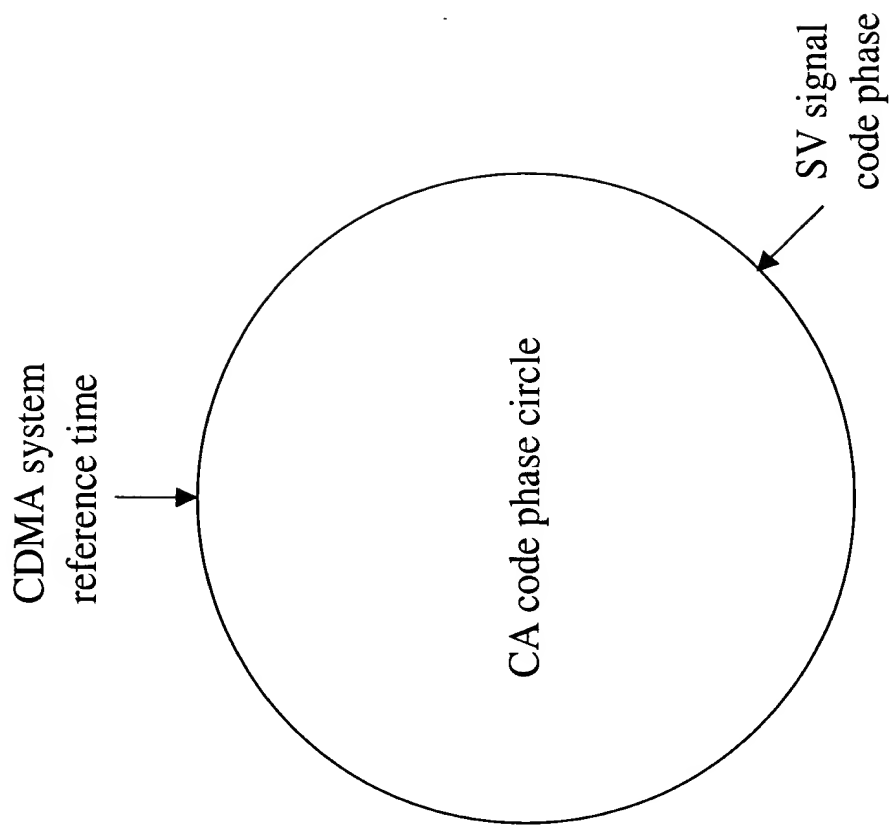 CDMA system
reference time
CA code phase circle
SV signal
code phase